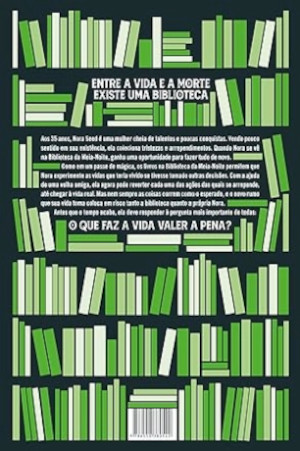 ENTRE A VIDA E A MORTE
EXISTE UMA BIBLIOTECA
Aos 35 anos, Nora Seed é uma mulher cheia de talentos e poucas conquistas. Vendo pouco
sentido em sua existência, ela coleciona tristezas e arrependimentos. Quando Nora se vê
na Biblioteca da Meia-Noite, ganha uma oportunidade para fazer tudo de novo.
Como em um passe de mágica, os livros na Biblioteca da Meia-Noite permitem que
Nora experimente as vidas que teria vivido se tivesse tomado outras decisões. Com a ajuda
de uma velha amiga, ela agora pode reverter cada uma das ações das quais se arrepende,
até chegar à vida real. Mas nem sempre as coisas correm como o esperado, e o novo rumo
que sua vida toma coloca em risco tanto a biblioteca quanto a própria Nora.
Antes que o tempo acabe, ela deve responder à pergunta mais importante de todas:
O QUE FAZ A VIDA VALER A PENA?